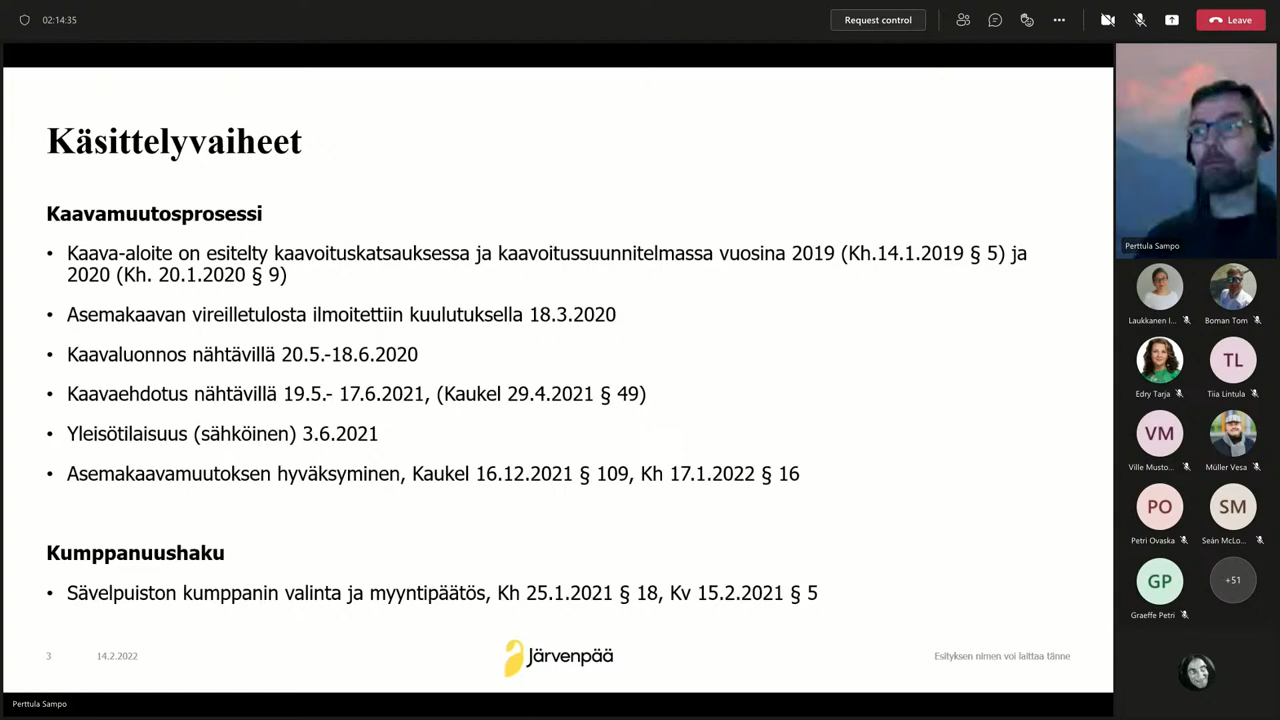 02:14:35
Request control
Leave
Käsittelyvaiheet
Kaavamuutosprosessi
• Kaava-aloite on esitelty kaavoituskatsauksessa ja kaavoitussuunnitelmassa vuosina 2019 (Kh.14.1.2019 § 5) ja
2020 (Kh. 20.1.2020 § 9)
• Asemakaavan vireilletulosta ilmoitettiin kuulutuksella 18.3.2020
• Kaavaluonnos nähtävillä 20.5.-18.6.2020
• Kaavaehdotus nähtävillä 19.5.- 17.6.2021, (Kaukel 29.4.2021 § 49)
• Yleisötilaisuus (sähköinen) 3.6.2021
• Asemakaavamuutoksen hyväksyminen, Kaukel 16.12.2021 § 109, Kh 17.1.2022 § 16
Kumppanuushaku
• Sävelpuiston kumppanin valinta ja myyntipäätös, Kh 25.1.2021 § 18, Kv 15.2.2021 § 5
3
14.2.2022
Järvenpää
Esityksen nimen voi laittaa tänne
Perttula Sampo
Perttula Sampo
Laukkanen I...
Boman Tom
TL
Edry Tarja
Tiia Lintula
VM
Ville Musto...
Müller Vesa
PO
SM
Petri Ovaska
Seán McLo...
GP
+51
Graeffe Petri